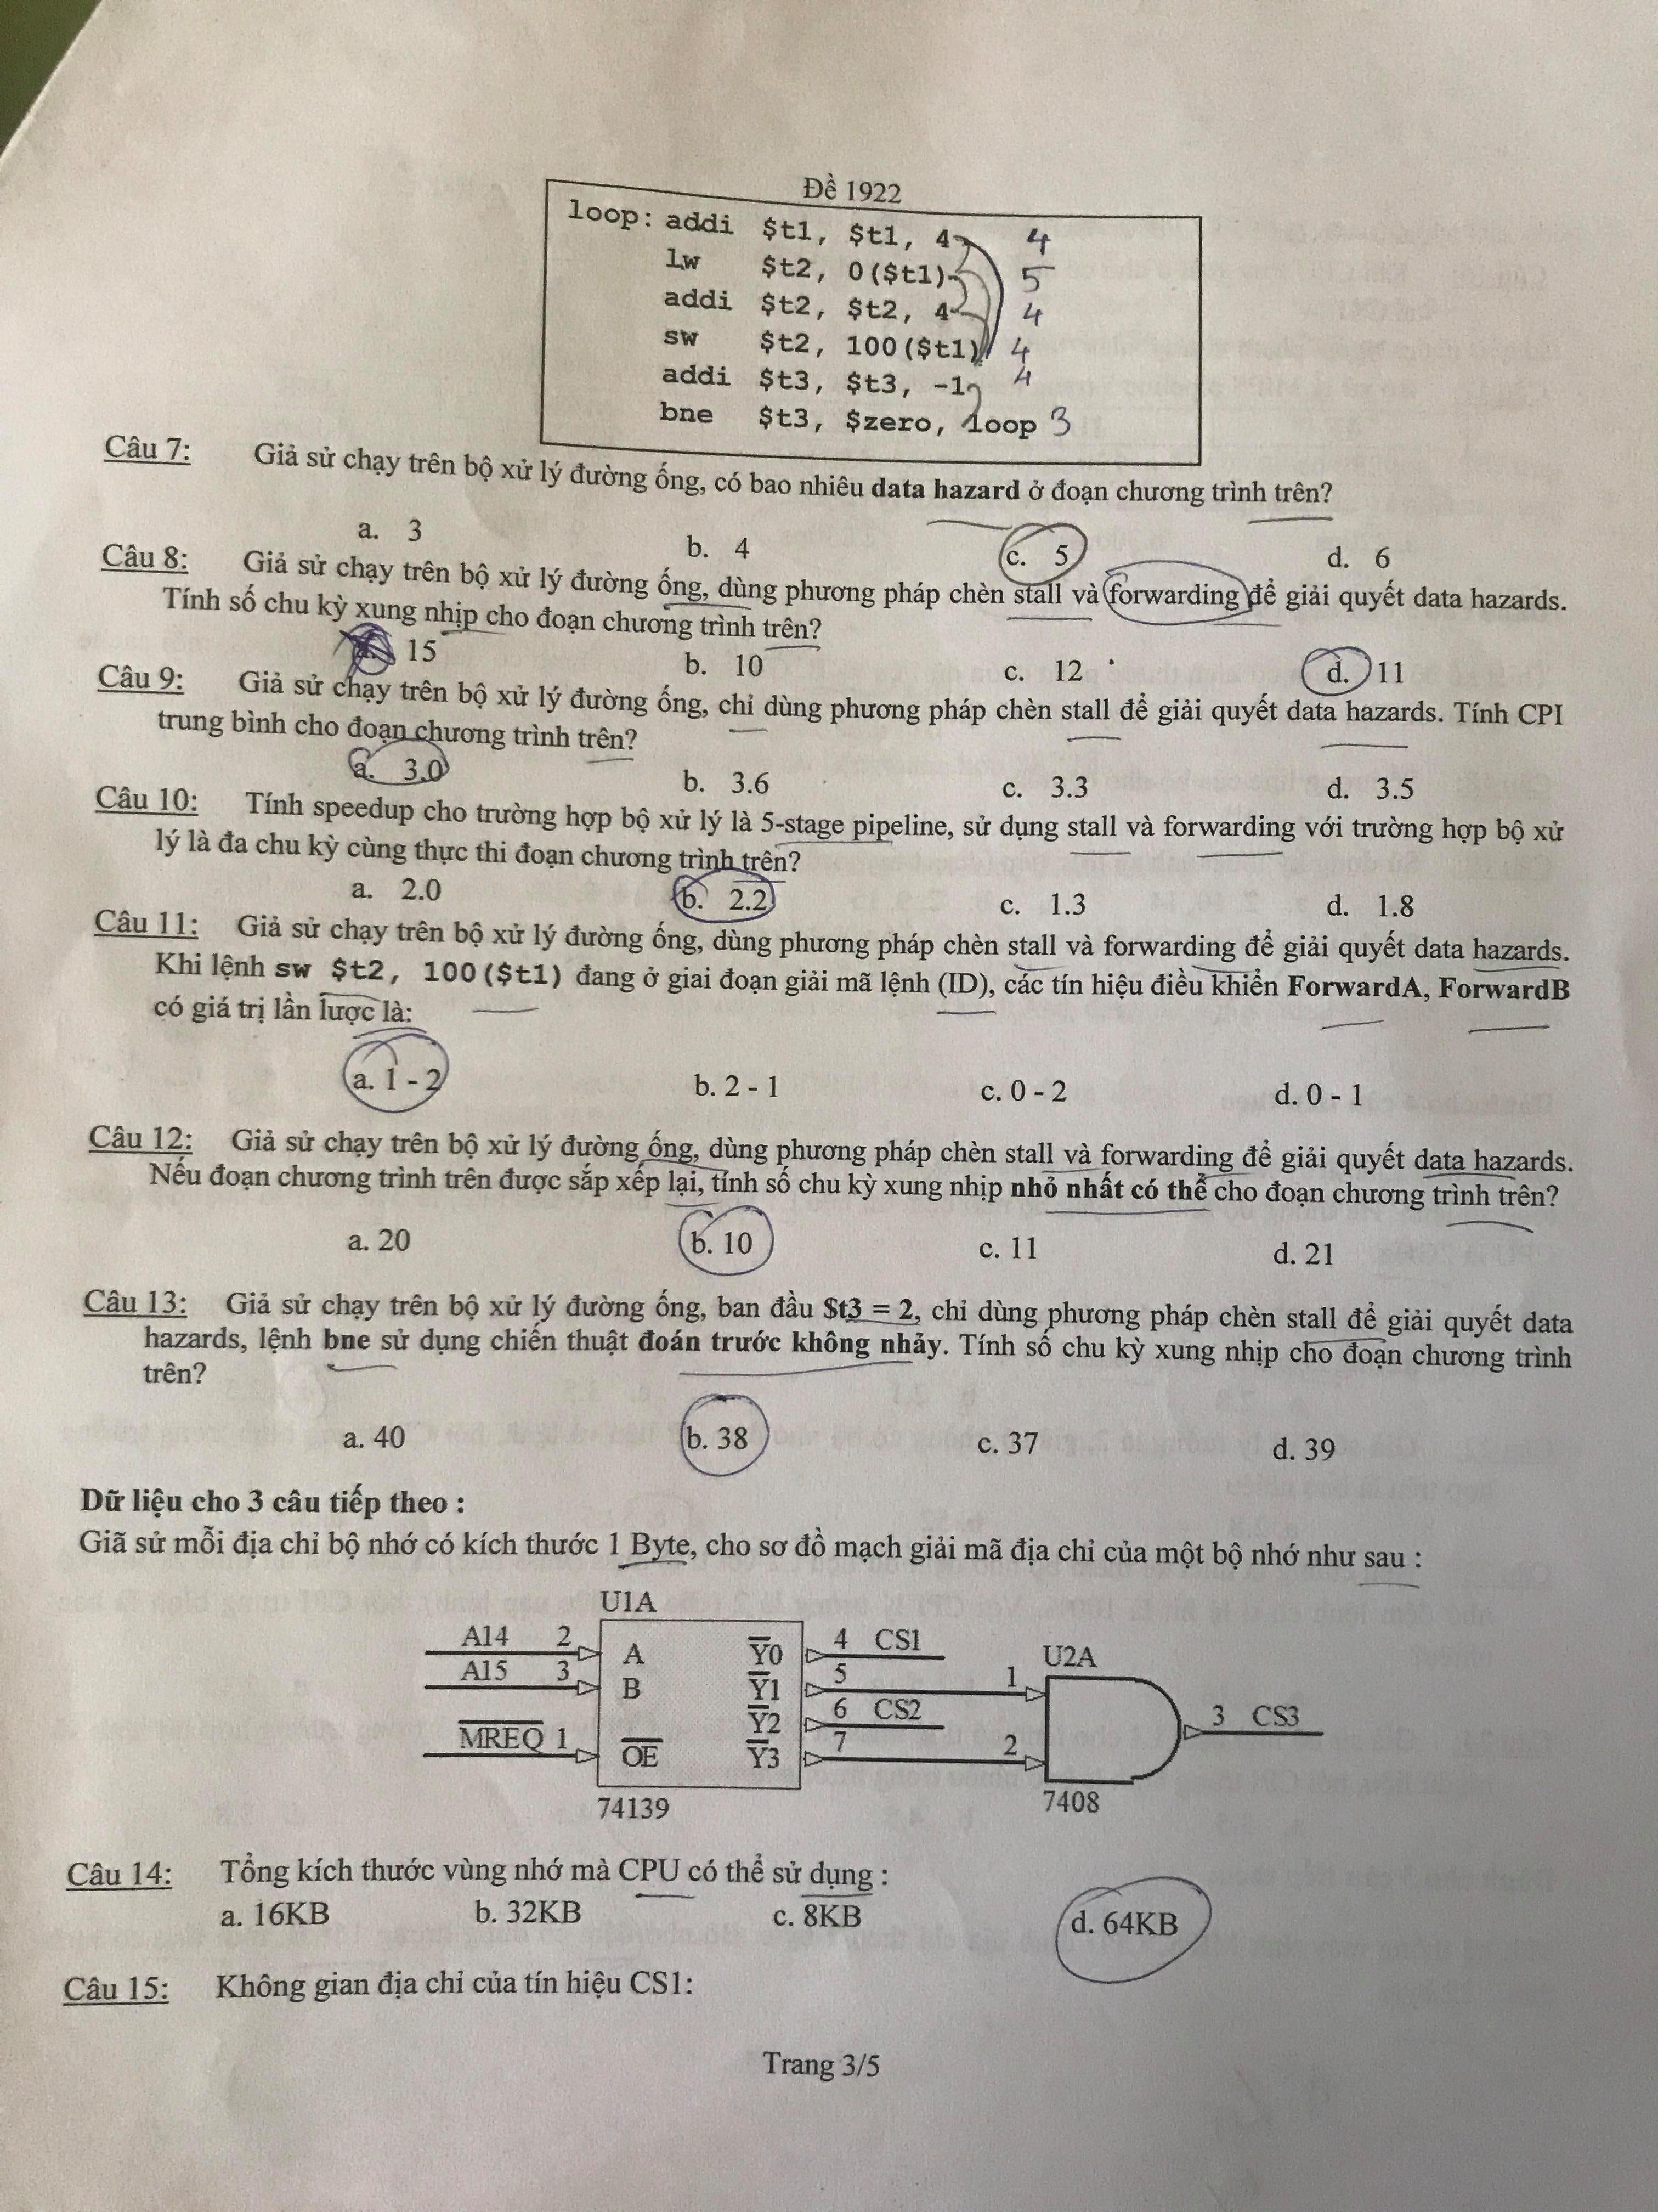 Đề 1922
loop: addi $t1, $t1, 4 4
lw $t2, 0($t1) 5
addi $t2, $t2, 4 4
sw $t2, 100($t1) 4
addi $t3, $t3, -1 4
bne $t3, $zero, loop 3
Câu 7: Giả sử chạy trên bộ xử lý đường ống, có bao nhiêu data hazard ở đoạn chương trình trên?
a. 3 b. 4 c. 5 d. 6
Câu 8: Giả sử chạy trên bộ xử lý đường ống, dùng phương pháp chèn stall và forwarding để giải quyết data hazards.
Tính số chu kỳ xung nhịp cho đoạn chương trình trên?
a. 15 b. 10 c. 12 d. 11
Câu 9: Giả sử chạy trên bộ xử lý đường ống, chỉ dùng phương pháp chèn stall để giải quyết data hazards. Tính CPI
trung bình cho đoạn chương trình trên?
a. 3.0 b. 3.6 c. 3.3 d. 3.5
Câu 10: Tính speedup cho trường hợp bộ xử lý là 5-stage pipeline, sử dụng stall và forwarding với trường hợp bộ xử
lý là đa chu kỳ cùng thực thi đoạn chương trình trên?
a. 2.0 b. 2.2 c. 1.3 d. 1.8
Câu 11: Giả sử chạy trên bộ xử lý đường ống, dùng phương pháp chèn stall và forwarding để giải quyết data hazards.
Khi lệnh sw $t2, 100($t1) đang ở giai đoạn giải mã lệnh (ID), các tín hiệu điều khiển ForwardA, ForwardB
có giá trị lần lược là:
a. 1 - 2 b. 2 - 1 c. 0 - 2 d. 0 - 1
Câu 12: Giả sử chạy trên bộ xử lý đường ống, dùng phương pháp chèn stall và forwarding để giải quyết data hazards.
Nếu đoạn chương trình trên được sắp xếp lại, tính số chu kỳ xung nhịp nhỏ nhất có thể cho đoạn chương trình trên?
a. 20 b. 10 c. 11 d. 21
Câu 13: Giả sử chạy trên bộ xử lý đường ống, ban đầu $t3 = 2, chỉ dùng phương pháp chèn stall để giải quyết data
hazards, lệnh bne sử dụng chiến thuật đoán trước không nhảy. Tính số chu kỳ xung nhịp cho đoạn chương trình
trên?
a. 40 b. 38 c. 37 d. 39
Dữ liệu cho 3 câu tiếp theo :
Giã sử mỗi địa chỉ bộ nhớ có kích thước 1 Byte, cho sơ đồ mạch giải mã địa chỉ của một bộ nhớ như sau :
U1A
A14 2 A Y0 4 CS1
A15 3 B Y1 5 1 U2A
Y2 6 CS2 3 CS3
MREQ 1 OE Y3 7 2
74139 7408
Câu 14: Tổng kích thước vùng nhớ mà CPU có thể sử dụng :
a. 16KB b. 32KB c. 8KB d. 64KB
Câu 15: Không gian địa chỉ của tín hiệu CS1:
Trang 3/5